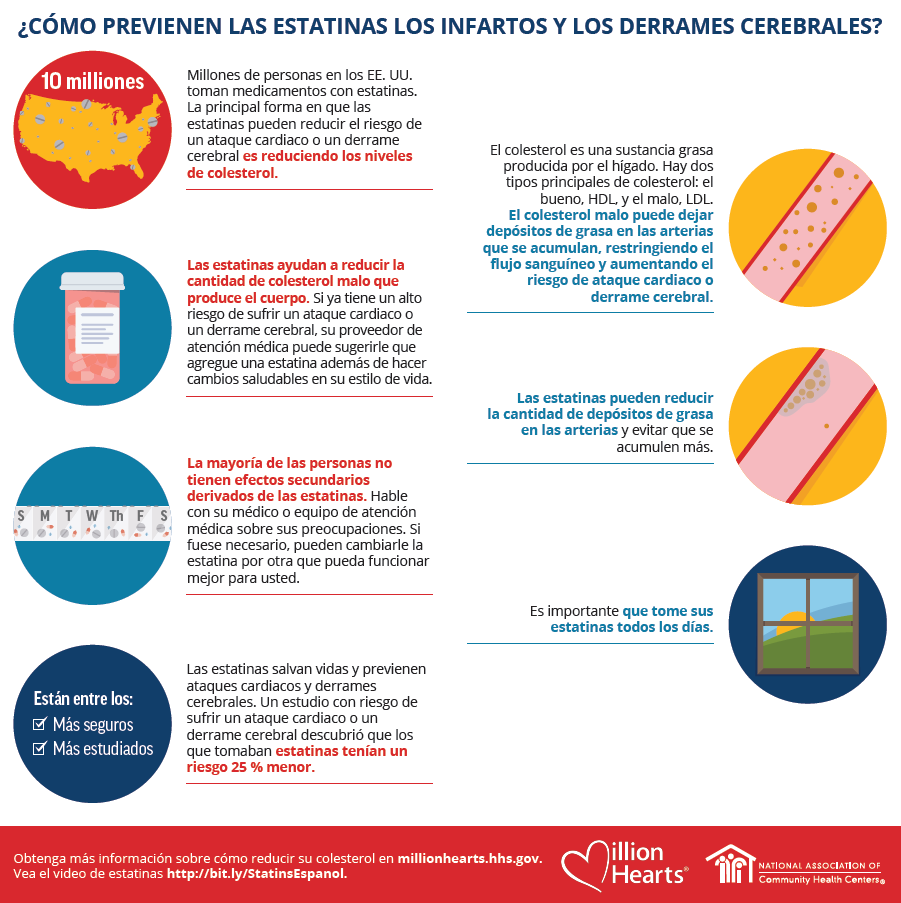 ¿CÓMO PREVIENEN LAS ESTATINAS LOS INFARTOS Y LOS DERRAMES CEREBRALES?
10 milliones
Millones de personas en los EE. UU.
toman medicamentos con estatinas.
La principal forma en que las
estatinas pueden reducir el riesgo de
un ataque cardiaco o un derrame
cerebral es reduciendo los niveles
de colesterol.
El colesterol es una sustancia grasa
producida por el hígado. Hay dos
tipos principales de colesterol: el
bueno, HDL, y el malo, LDL.
El colesterol malo puede dejar
depósitos de grasa en las arterias
que se acumulan, restringiendo el
flujo sanguíneo y aumentando el
riesgo de ataque cardiaco o
derrame cerebral.
Las estatinas ayudan a reducir la
cantidad de colesterol malo que
produce el cuerpo. Si ya tiene un alto
riesgo de sufrir un ataque cardiaco o
un derrame cerebral, su proveedor de
atención médica puede sugerirle que
agregue una estatina además de hacer
cambios saludables en su estilo de vida.
Las estatinas pueden reducir
la cantidad de depósitos de grasa
en las arterias y evitar que se
acumulen más.
S M T W Th F S
La mayoría de las personas no
tienen efectos secundarios
derivados de las estatinas. Hable
con su médico o equipo de atención
médica sobre sus preocupaciones. Si
fuese necesario, pueden cambiarle la
estatina por otra que pueda funcionar
mejor para usted.
Es importante que tome sus
estatinas todos los días.
Están entre los:
Más seguros
Más estudiados
Las estatinas salvan vidas y previenen
ataques cardiacos y derrames
cerebrales. Un estudio con riesgo de
sufrir un ataque cardiaco o un
derrame cerebral descubrió que los
que tomaban estatinas tenían un
riesgo 25 % menor.
Obtenga más información sobre cómo reducir su colesterol en millionhearts.hhs.gov.
Vea el video de estatinas http://bit.ly/StatinsEspanol.
Million
Hearts®
NATIONAL ASSOCIATION OF
Community Health Centers®